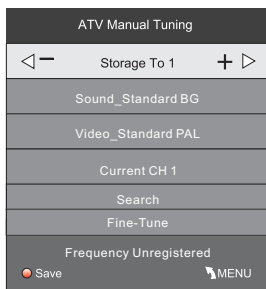 ATV Manual Tuning
Storage To 1
Sound_Standard BG
Video_Standard PAL
Current CH 1
Search
Fine-Tune
Frequency Unregistered
Save MENU